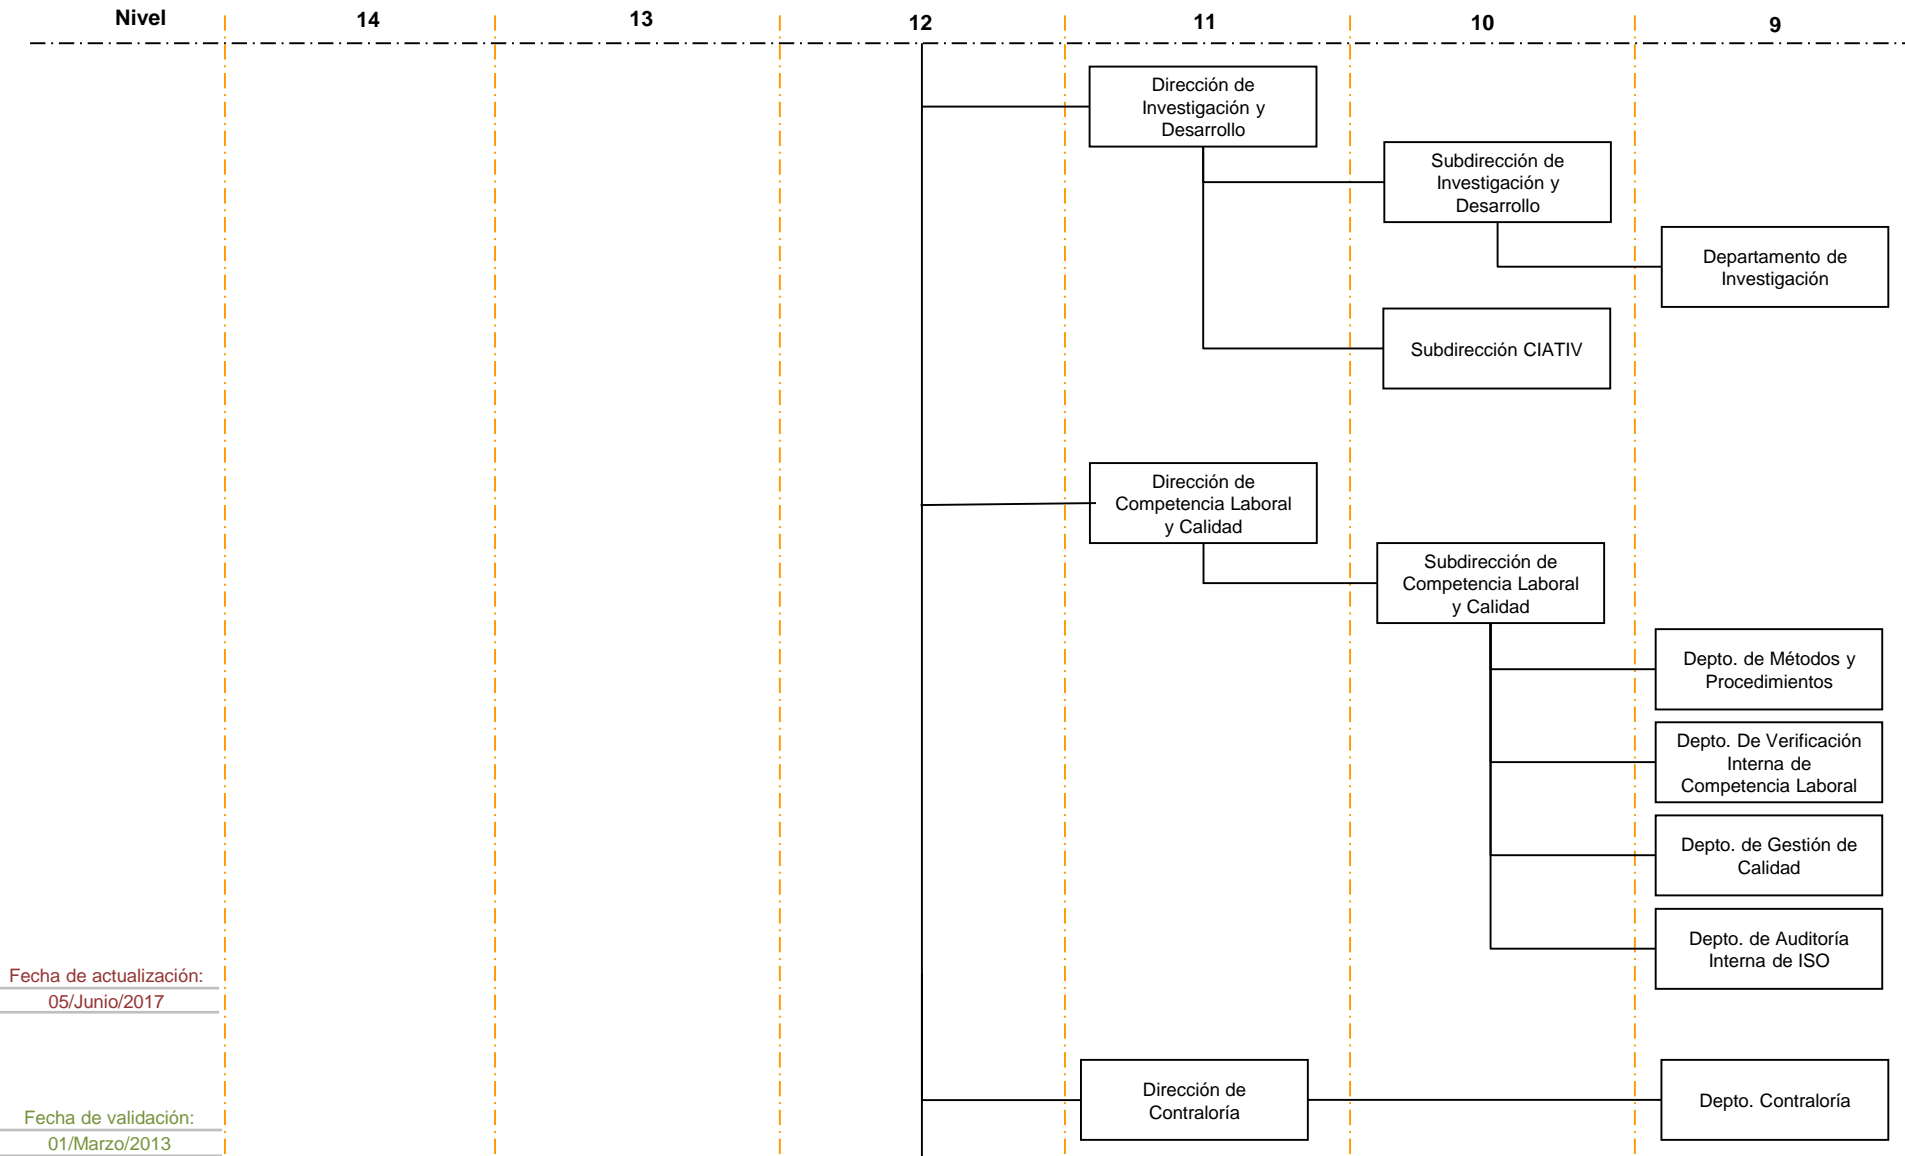 Nivel 14 13 12 11 10 9
Dirección de
Investigación y
Desarrollo
Subdirección de
Investigación y
Desarrollo
Departamento de
Investigación
Subdirección CIATIV
Dirección de
Competencia Laboral
y Calidad
Subdirección de
Competencia Laboral
y Calidad
Depto. de Métodos y
Procedimientos
Depto. De Verificación
Interna de
Competencia Laboral
Depto. de Gestión de
Calidad
Depto. de Auditoría
Interna de ISO
Fecha de actualización:
05/Junio/2017
Dirección de
Contraloría
Depto. Contraloría
Fecha de validación:
01/Marzo/2013